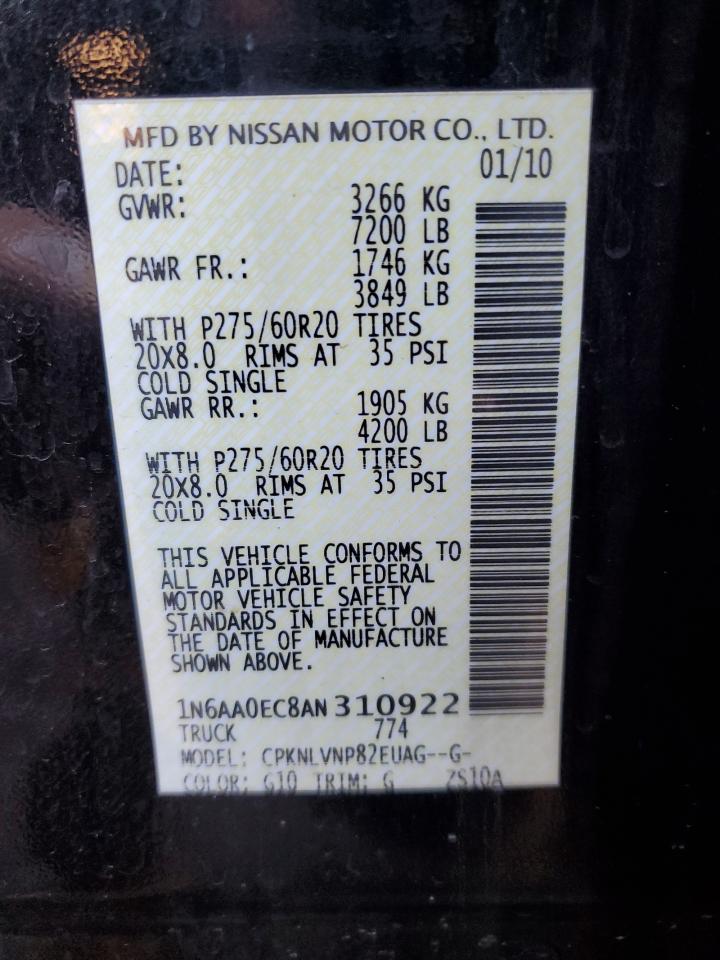 MFD BY NISSAN MOTOR CO., LTD.
DATE: 01/10
GVWR: 3266 KG
7200 LB
GAWR FR.: 1746 KG
3849 LB
WITH P275/60R20 TIRES
20X8.0 RIMS AT 35 PSI
COLD SINGLE
GAWR RR.: 1905 KG
4200 LB
WITH P275/60R20 TIRES
20X8.0 RIMS AT 35 PSI
COLD SINGLE
THIS VEHICLE CONFORMS TO
ALL APPLICABLE FEDERAL
MOTOR VEHICLE SAFETY
STANDARDS IN EFFECT ON
THE DATE OF MANUFACTURE
SHOWN ABOVE.
1N6AA0EC8AN310922
TRUCK 774
MODEL: CPKNLVNP82EUAG--G-
COLOR: G10 TRIM: G ZS10A